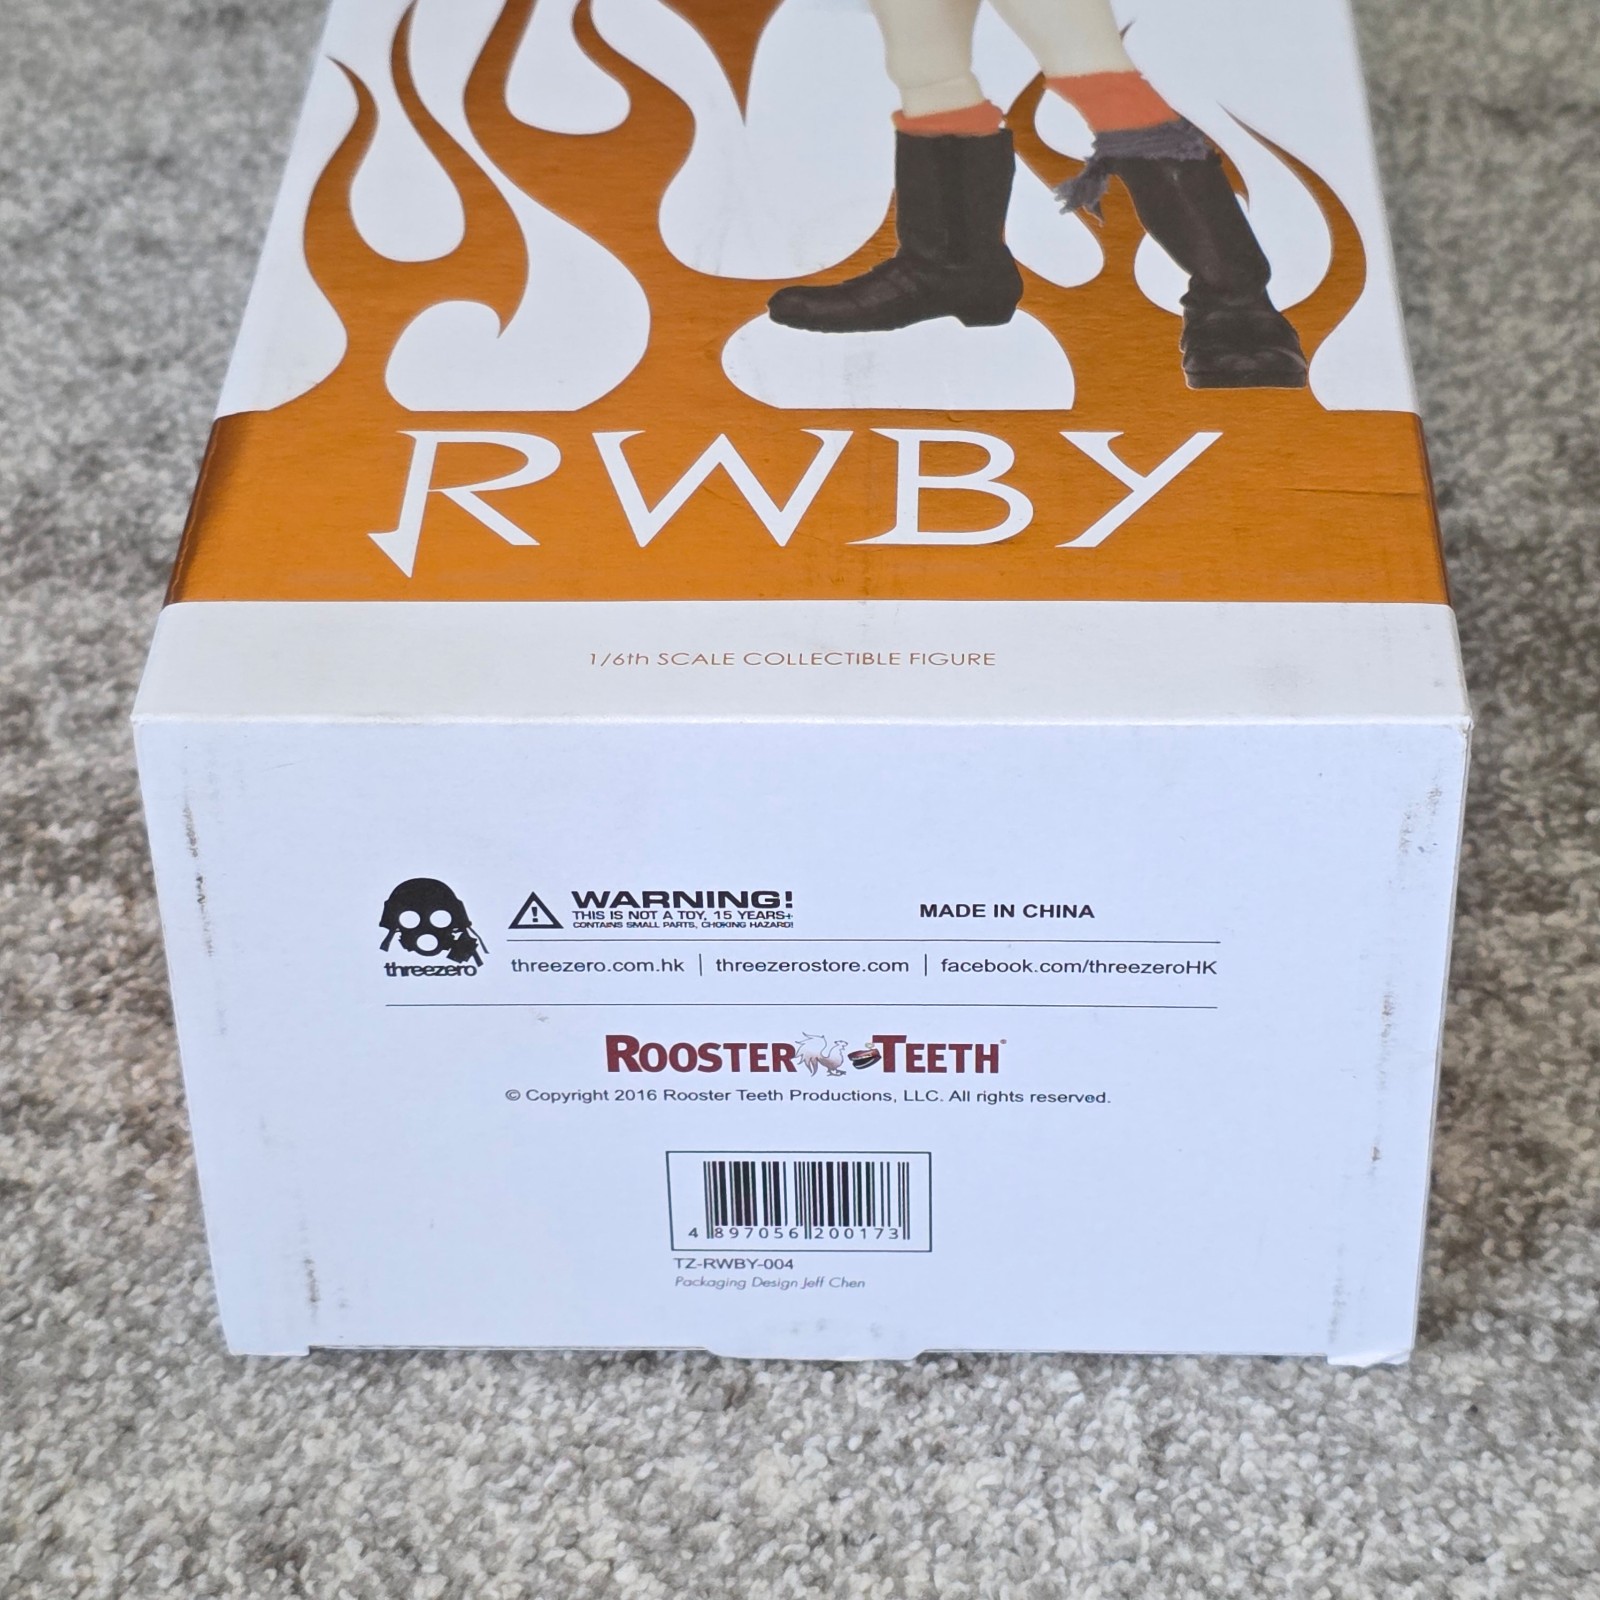 RWBY
1/6th SCALE COLLECTIBLE FIGURE
WARNING!
THIS IS NOT A TOY, 15 YEARS+
CONTAINS SMALL PARTS, CHOKING HAZARD!
MADE IN CHINA
threezero
threezero.com.hk | threezerostore.com | facebook.com/threezeroHK
ROOSTER TEETH®
© Copyright 2016 Rooster Teeth Productions, LLC. All rights reserved.
4 897056 200173
TZ-RWBY-004
Packaging Design Jeff Chen